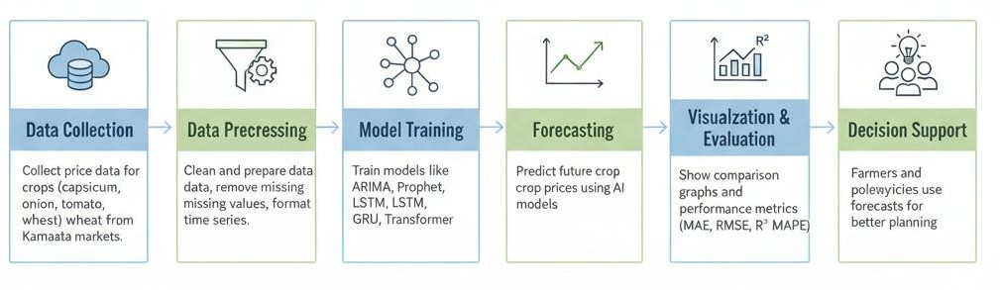 R²
Data Collection
Collect price data for
crops (capsicum,
onion, tomato,
whest) wheat from
Kamaata markets.
Data Precressing
Clean and prepare data
data, remove missing
missing values, format
time series.
Model Training
Train models like
ARIMA, Prophet,
LSTM, LSTM,
GRU, Transformer
Forecasting
Predict future crop
crop prices using AI
models
Visualzation &
Evaluation
Show comparison
graphs and
performance metrics
(MAE, RMSE, R³ MAPE)
Decision Support
Farmers and
polewyicies use
forecasts for
better planning